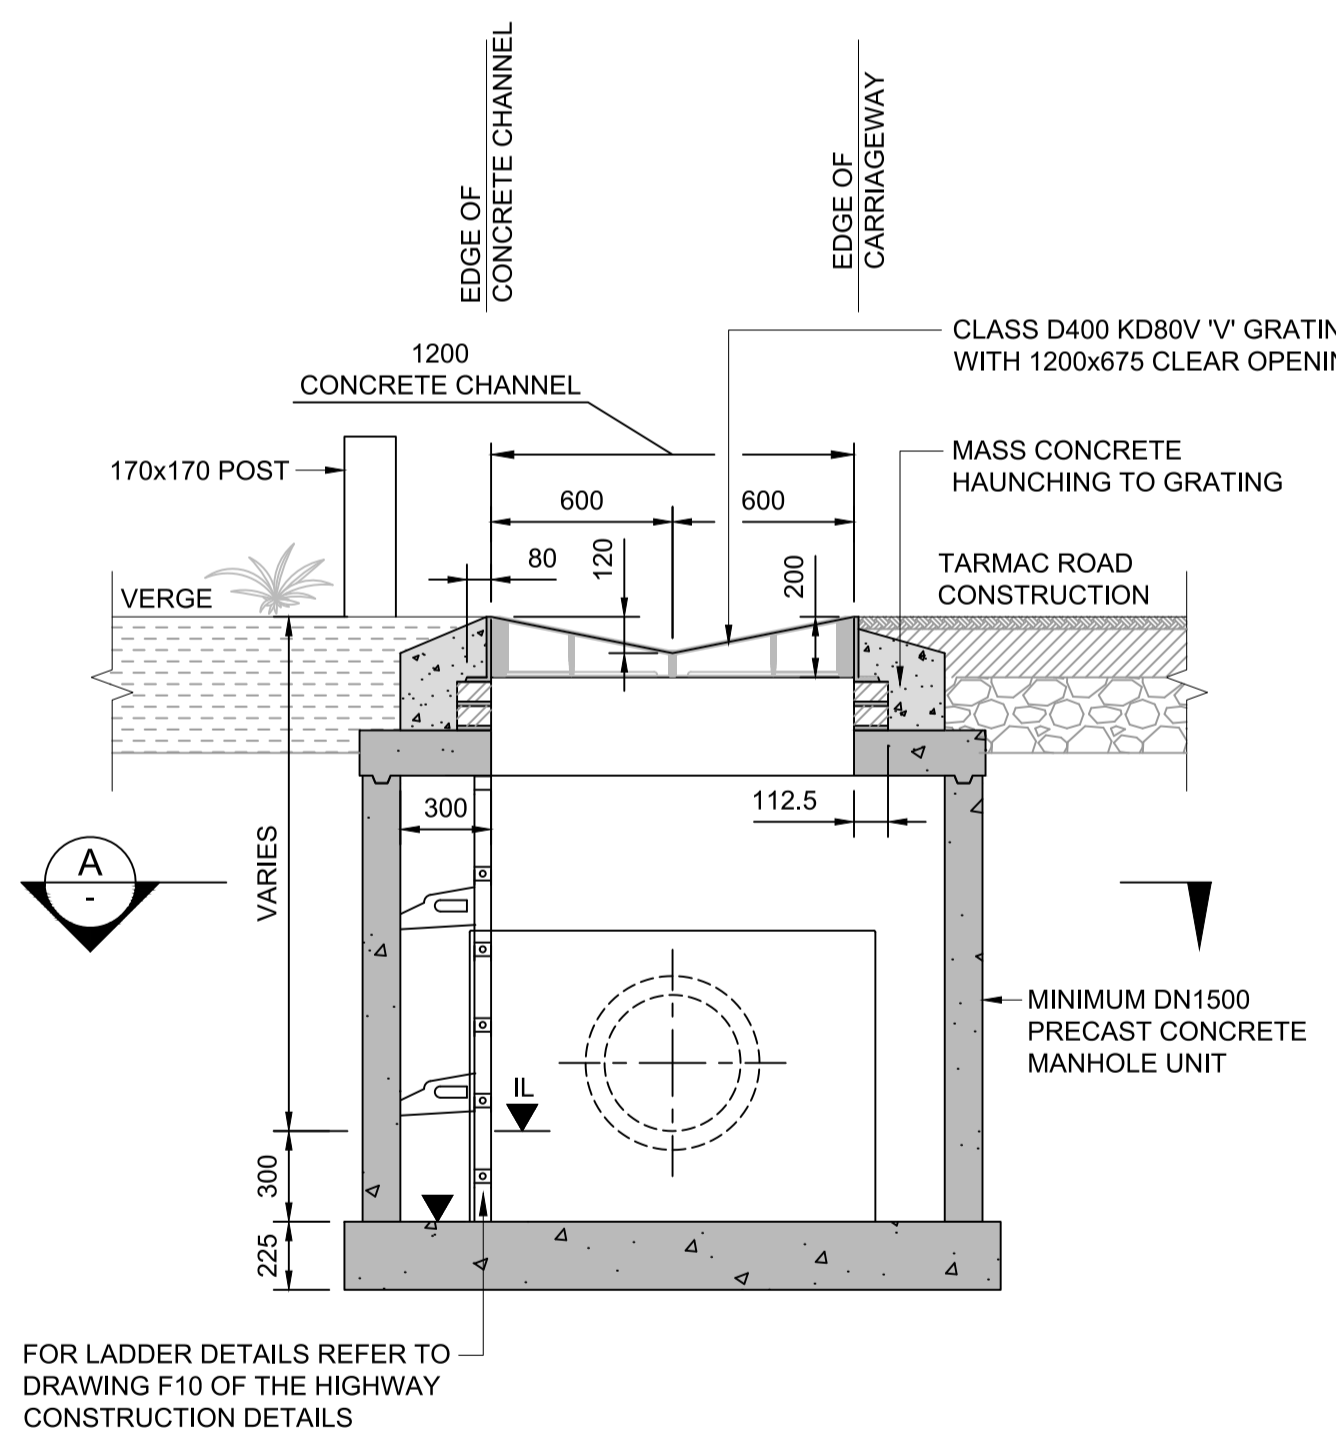 EDGE OF
CONCRETE CHANNEL
EDGE OF
CARRIAGEWAY
CLASS D400 KD80V 'V' GRATIN
WITH 1200x675 CLEAR OPENIN
1200
CONCRETE CHANNEL
170x170 POST
MASS CONCRETE
HAUNCHING TO GRATING
600
600
80
120
200
TARMAC ROAD
CONSTRUCTION
VERGE
300
112.5
VARIES
A
-
MINIMUM DN1500
PRECAST CONCRETE
MANHOLE UNIT
IL
300
225
FOR LADDER DETAILS REFER TO
DRAWING F10 OF THE HIGHWAY
CONSTRUCTION DETAILS